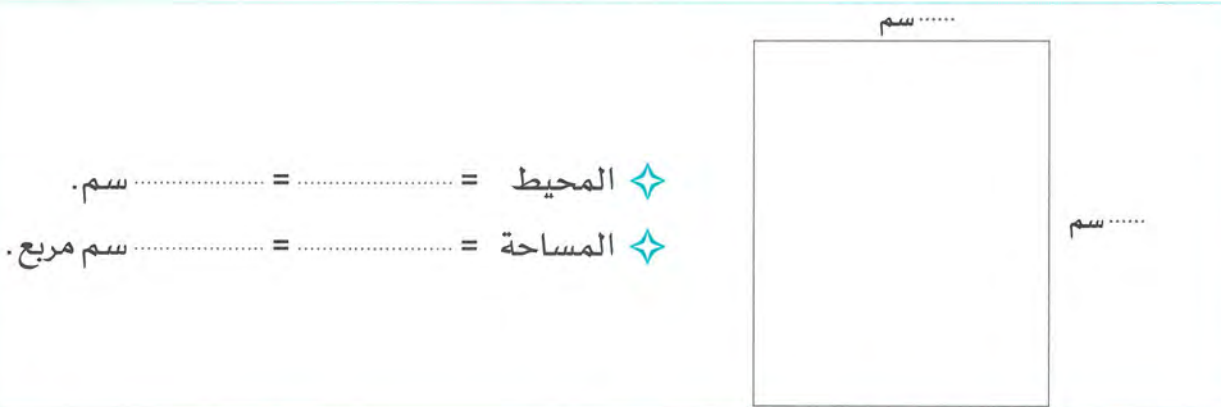 ...... سم
✧ المحيط = ........................ = ........................ سم.
...... سم
✧ المساحة = ........................ = ........................ سم مربع.